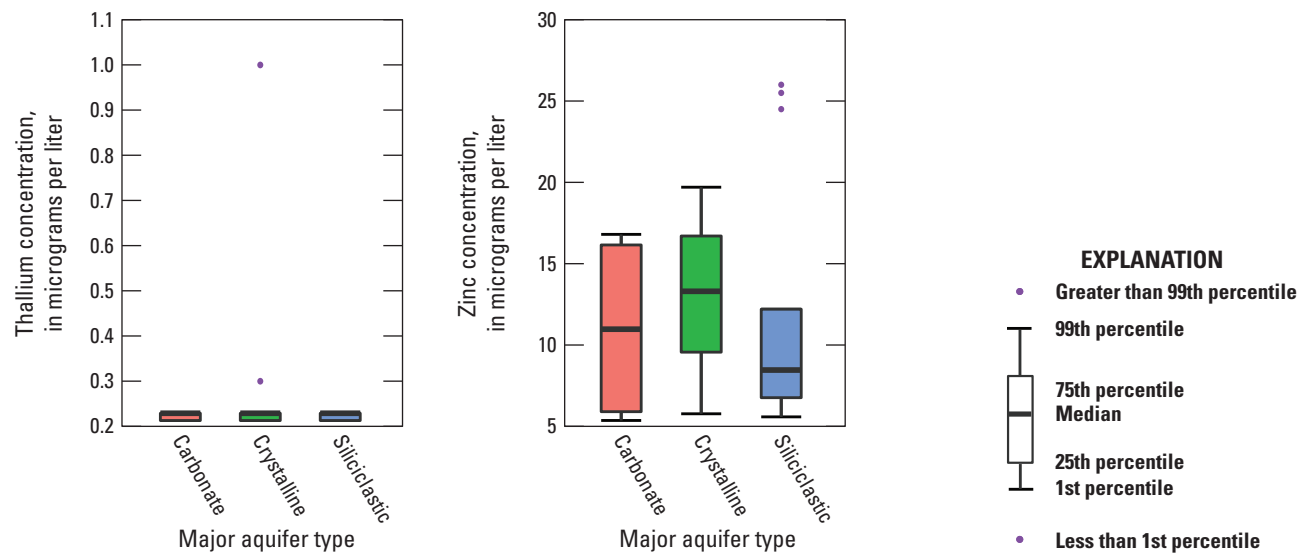 Thallium concentration,
in micrograms per liter
1.1
1.0
0.9
0.8
0.7
0.6
0.5
0.4
0.3
0.2
Carbonate
Crystalline
Siliciclastic
Major aquifer type
Zinc concentration,
in micrograms per liter
30
25
20
15
10
5
Carbonate
Crystalline
Siliciclastic
Major aquifer type
EXPLANATION
Greater than 99th percentile
99th percentile
75th percentile
Median
25th percentile
1st percentile
Less than 1st percentile